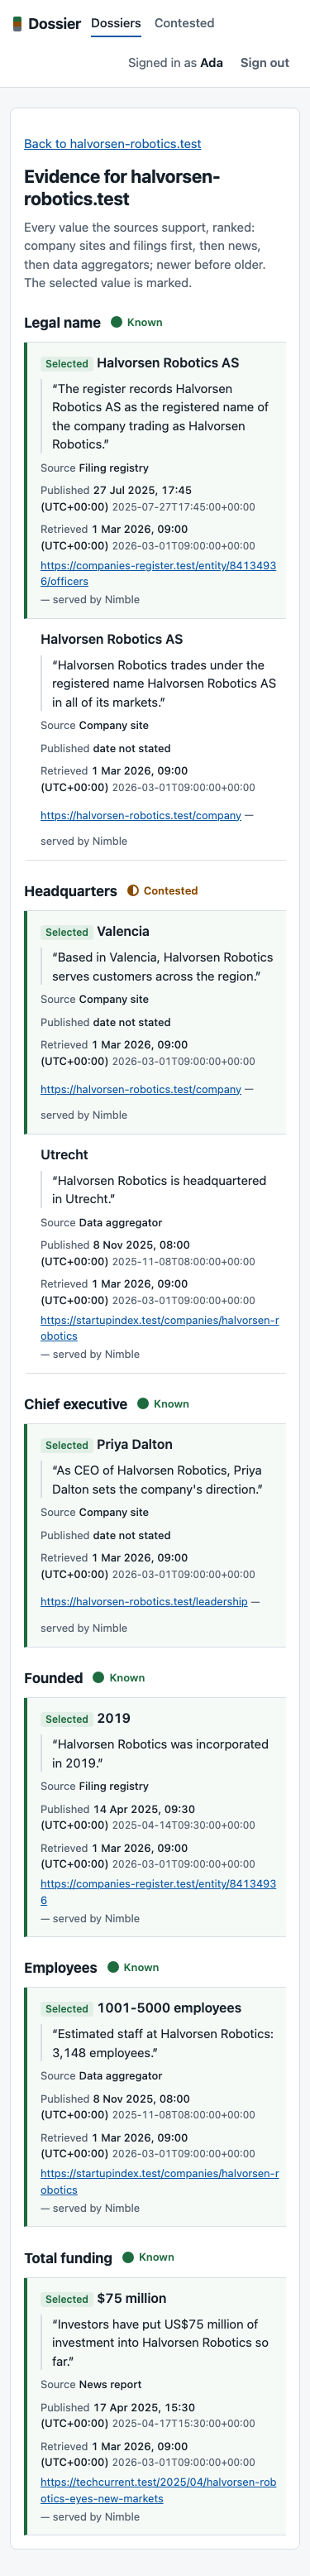 Dossier Dossiers Contested
Signed in as Ada Sign out
Back to halvorsen-robotics.test
Evidence for halvorsen-
robotics.test
Every value the sources support, ranked:
company sites and filings first, then news,
then data aggregators; newer before older.
The selected value is marked.
Legal name Known
Selected Halvorsen Robotics AS
“The register records Halvorsen
Robotics AS as the registered name of
the company trading as Halvorsen
Robotics.”
Source Filing registry
Published 27 Jul 2025, 17:45
(UTC+00:00) 2025-07-27T17:45:00+00:00
Retrieved 1 Mar 2026, 09:00
(UTC+00:00) 2026-03-01T09:00:00+00:00
https://companies-register.test/entity/8413493
6/officers
— served by Nimble
Halvorsen Robotics AS
“Halvorsen Robotics trades under the
registered name Halvorsen Robotics AS
in all of its markets.”
Source Company site
Published date not stated
Retrieved 1 Mar 2026, 09:00
(UTC+00:00) 2026-03-01T09:00:00+00:00
https://halvorsen-robotics.test/company —
served by Nimble
Headquarters Contested
Selected Valencia
“Based in Valencia, Halvorsen Robotics
serves customers across the region.”
Source Company site
Published date not stated
Retrieved 1 Mar 2026, 09:00
(UTC+00:00) 2026-03-01T09:00:00+00:00
https://halvorsen-robotics.test/company —
served by Nimble
Utrecht
“Halvorsen Robotics is headquartered
in Utrecht.”
Source Data aggregator
Published 8 Nov 2025, 08:00
(UTC+00:00) 2025-11-08T08:00:00+00:00
Retrieved 1 Mar 2026, 09:00
(UTC+00:00) 2026-03-01T09:00:00+00:00
https://startupindex.test/companies/halvorsen-r
obotics
— served by Nimble
Chief executive Known
Selected Priya Dalton
“As CEO of Halvorsen Robotics, Priya
Dalton sets the company's direction.”
Source Company site
Published date not stated
Retrieved 1 Mar 2026, 09:00
(UTC+00:00) 2026-03-01T09:00:00+00:00
https://halvorsen-robotics.test/leadership —
served by Nimble
Founded Known
Selected 2019
“Halvorsen Robotics was incorporated
in 2019.”
Source Filing registry
Published 14 Apr 2025, 09:30
(UTC+00:00) 2025-04-14T09:30:00+00:00
Retrieved 1 Mar 2026, 09:00
(UTC+00:00) 2026-03-01T09:00:00+00:00
https://companies-register.test/entity/8413493
6
— served by Nimble
Employees Known
Selected 1001-5000 employees
“Estimated staff at Halvorsen Robotics:
3,148 employees.”
Source Data aggregator
Published 8 Nov 2025, 08:00
(UTC+00:00) 2025-11-08T08:00:00+00:00
Retrieved 1 Mar 2026, 09:00
(UTC+00:00) 2026-03-01T09:00:00+00:00
https://startupindex.test/companies/halvorsen-r
obotics
— served by Nimble
Total funding Known
Selected $75 million
“Investors have put US$75 million of
investment into Halvorsen Robotics so
far.”
Source News report
Published 17 Apr 2025, 15:30
(UTC+00:00) 2025-04-17T15:30:00+00:00
Retrieved 1 Mar 2026, 09:00
(UTC+00:00) 2026-03-01T09:00:00+00:00
https://techcurrent.test/2025/04/halvorsen-rob
otics-eyes-new-markets
— served by Nimble